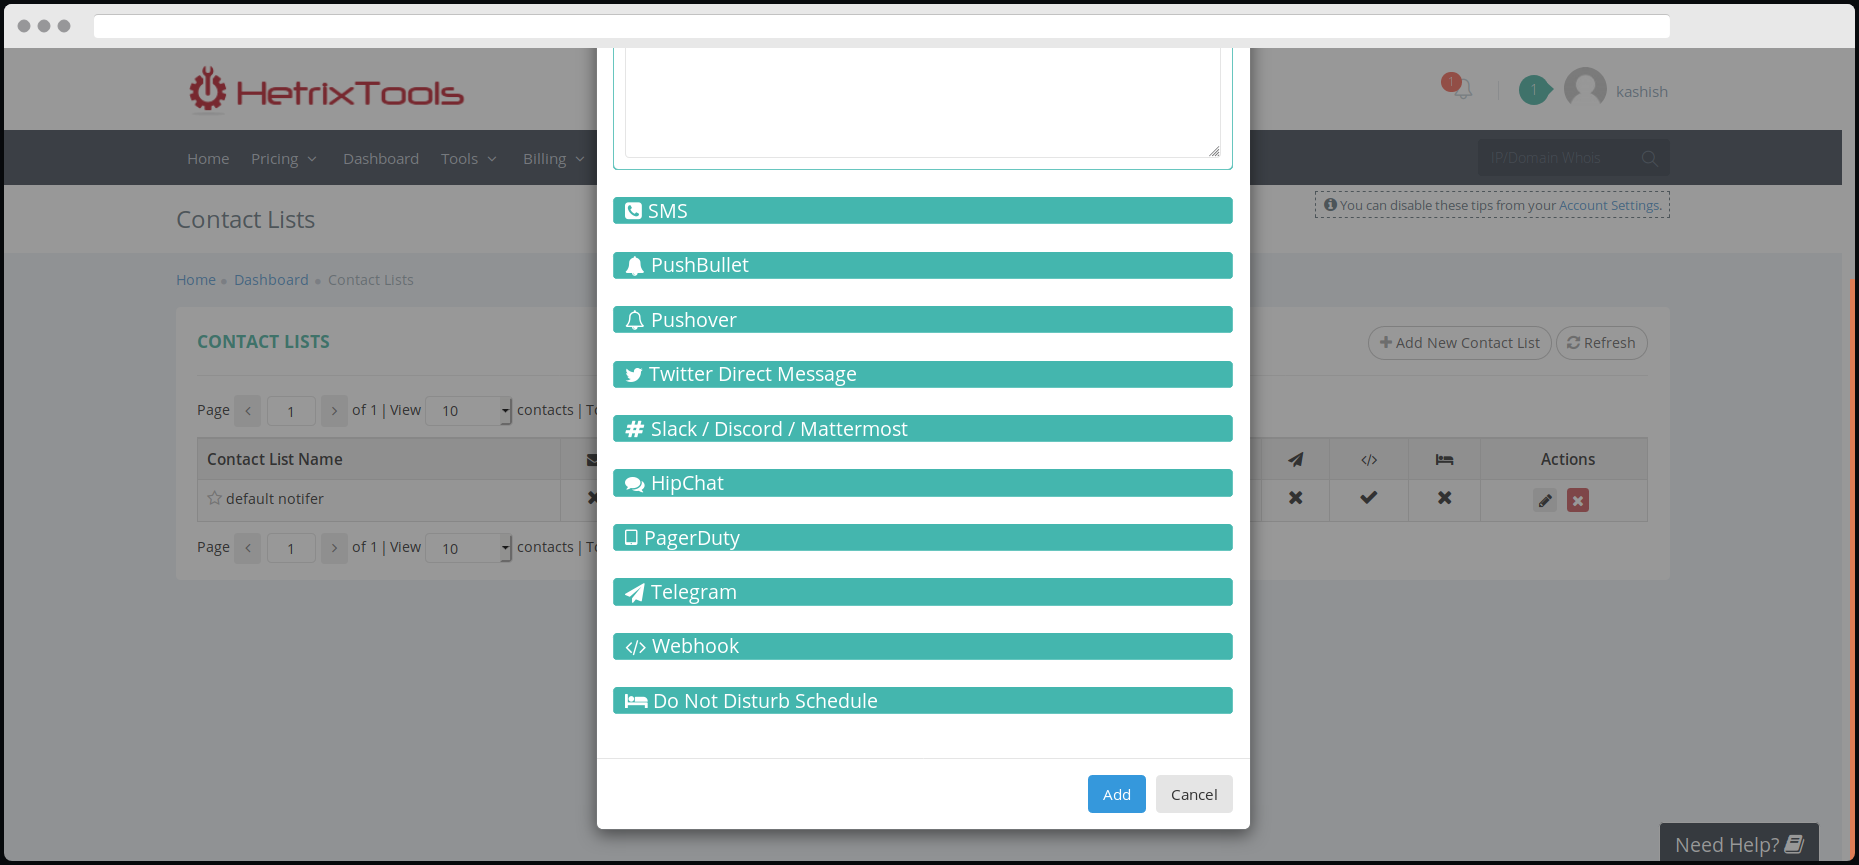 HetrixTools
1
1
kashish
Home Pricing Dashboard Tools Billing
IP/Domain Whois
Contact Lists
You can disable these tips from your Account Settings.
Home Dashboard Contact Lists
CONTACT LISTS
Add New Contact List Refresh
Page 1 of 1 | View 10 contacts |
Contact List Name Actions
default notifer
Page 1 of 1 | View 10 contacts |
SMS
PushBullet
Pushover
Twitter Direct Message
# Slack / Discord / Mattermost
HipChat
PagerDuty
Telegram
</> Webhook
Do Not Disturb Schedule
Add Cancel
Need Help?